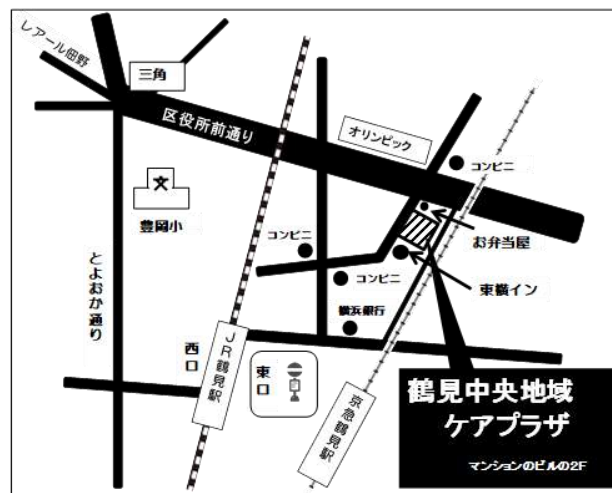 レアール佃野
三角
区役所前通り
オリンピック
コンビニ
文
豊岡小
お弁当屋
コンビニ
コンビニ
東横イン
とよおか通り
横浜銀行
西口
JR鶴見駅
東口
京急鶴見駅
鶴見中央地域
ケアプラザ
マンションのビルの2F